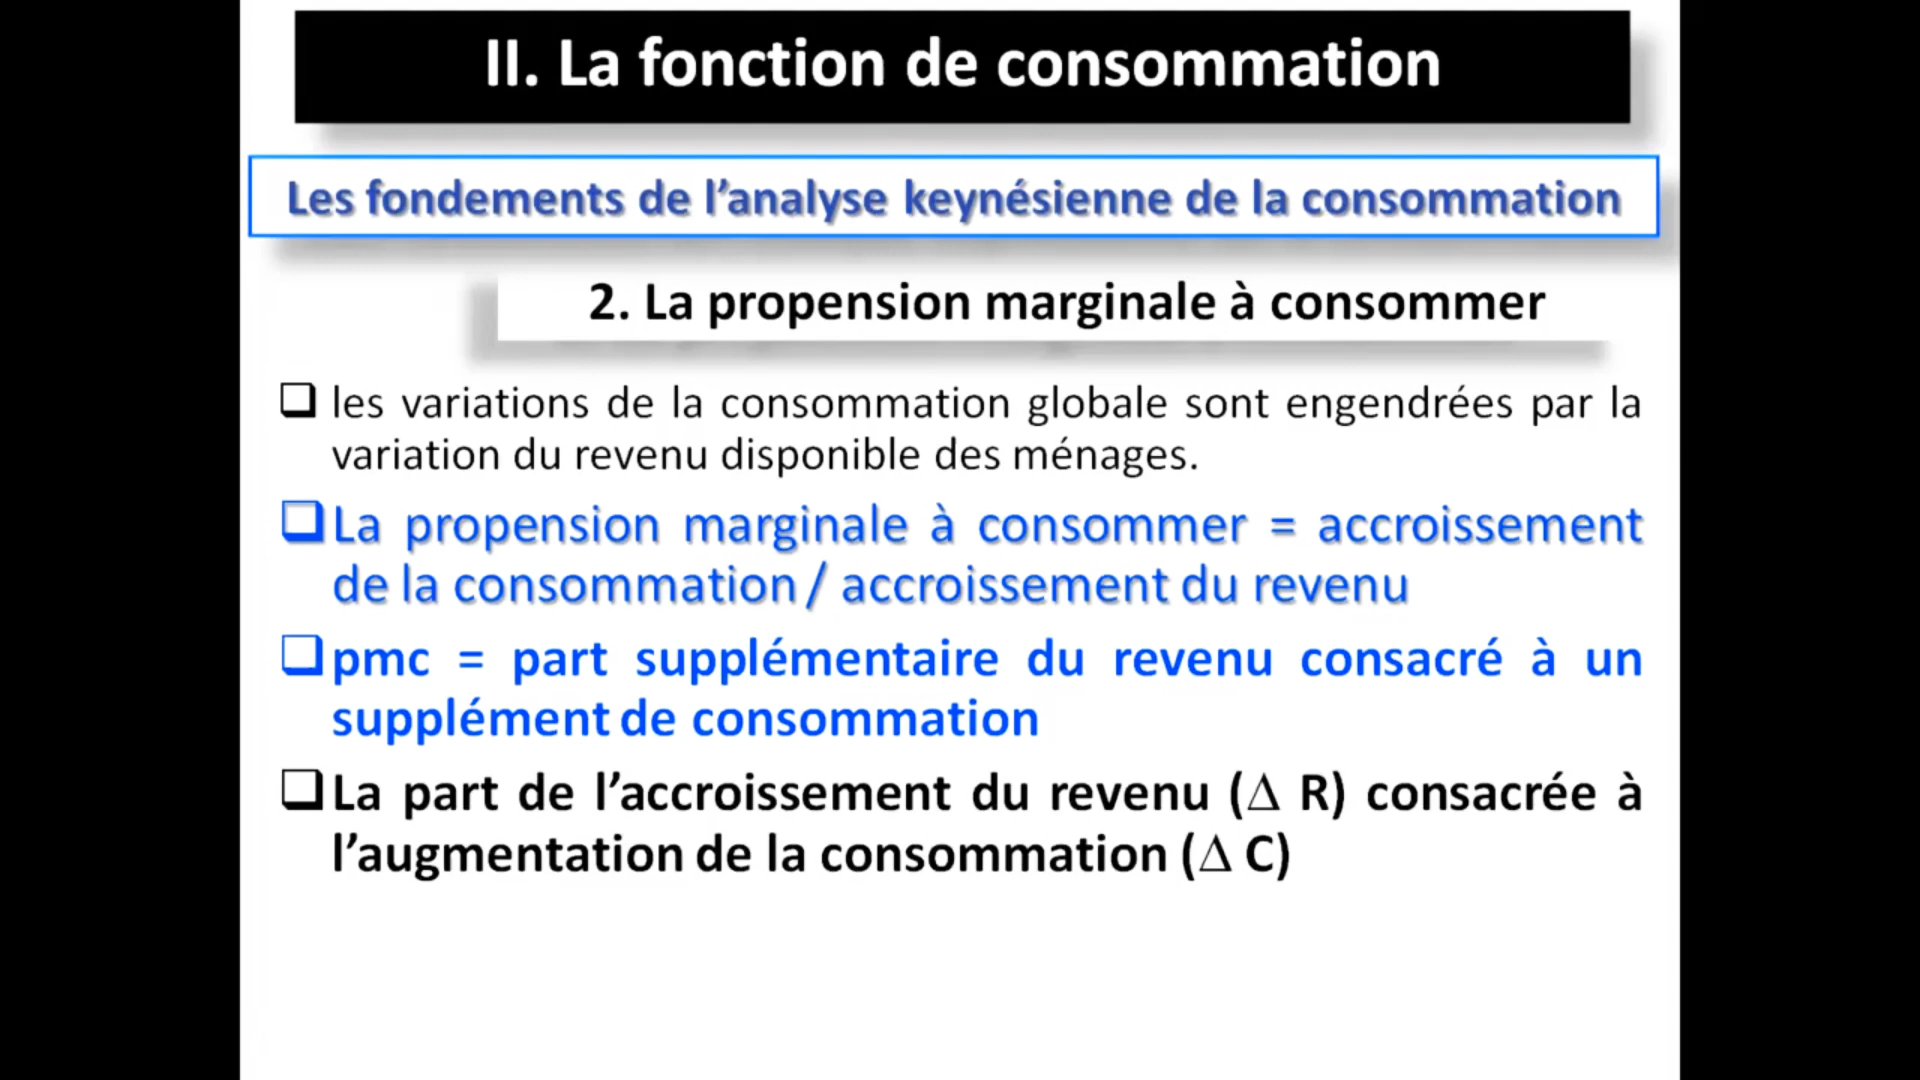 II. La fonction de consommation
Les fondements de l’analyse keynésienne de la consommation
2. La propension marginale à consommer
❑ les variations de la consommation globale sont engendrées par la
variation du revenu disponible des ménages.
❑ La propension marginale à consommer = accroissement
de la consommation / accroissement du revenu
❑ pmc = part supplémentaire du revenu consacré à un
supplément de consommation
❑ La part de l’accroissement du revenu (Δ R) consacrée à
l’augmentation de la consommation (Δ C)